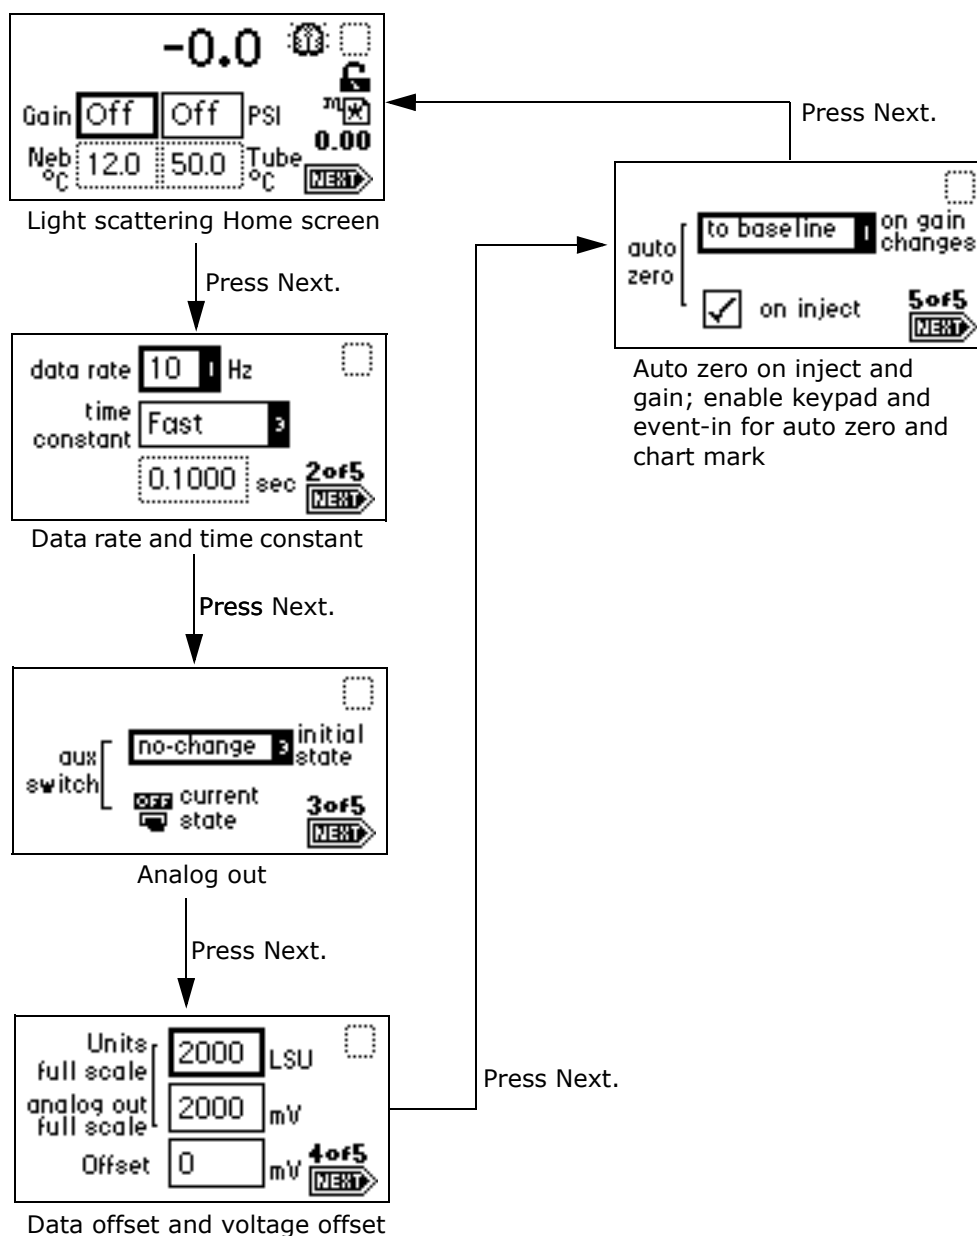 -0.0
Gain Off Off PSI
m
0.00
Neb °C 12.0 50.0 Tube °C
NEXT
Light scattering Home screen
Press Next.
data rate 10 1 Hz
time constant Fast 3
0.1000 sec 2of5
NEXT
Data rate and time constant
Press Next.
aux switch
no-change 3 initial state
OFF current state
3of5
NEXT
Analog out
Press Next.
Units full scale 2000 LSU
analog out full scale 2000 mV
Offset 0 mV 4of5
NEXT
Data offset and voltage offset
Press Next.
auto zero
to baseline 1 on gain changes
on inject
5of5
NEXT
Auto zero on inject and
gain; enable keypad and
event-in for auto zero and
chart mark
Press Next.